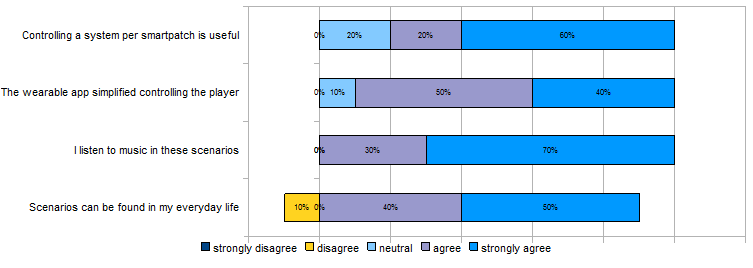 Controlling a system per smartpatch is useful 0% 20% 20% 60%
The wearable app simplified controlling the player 0% 10% 50% 40%
I listen to music in these scenarios 0% 30% 70%
Scenarios can be found in my everyday life 10% 0% 40% 50%
strongly disagree disagree neutral agree strongly agree